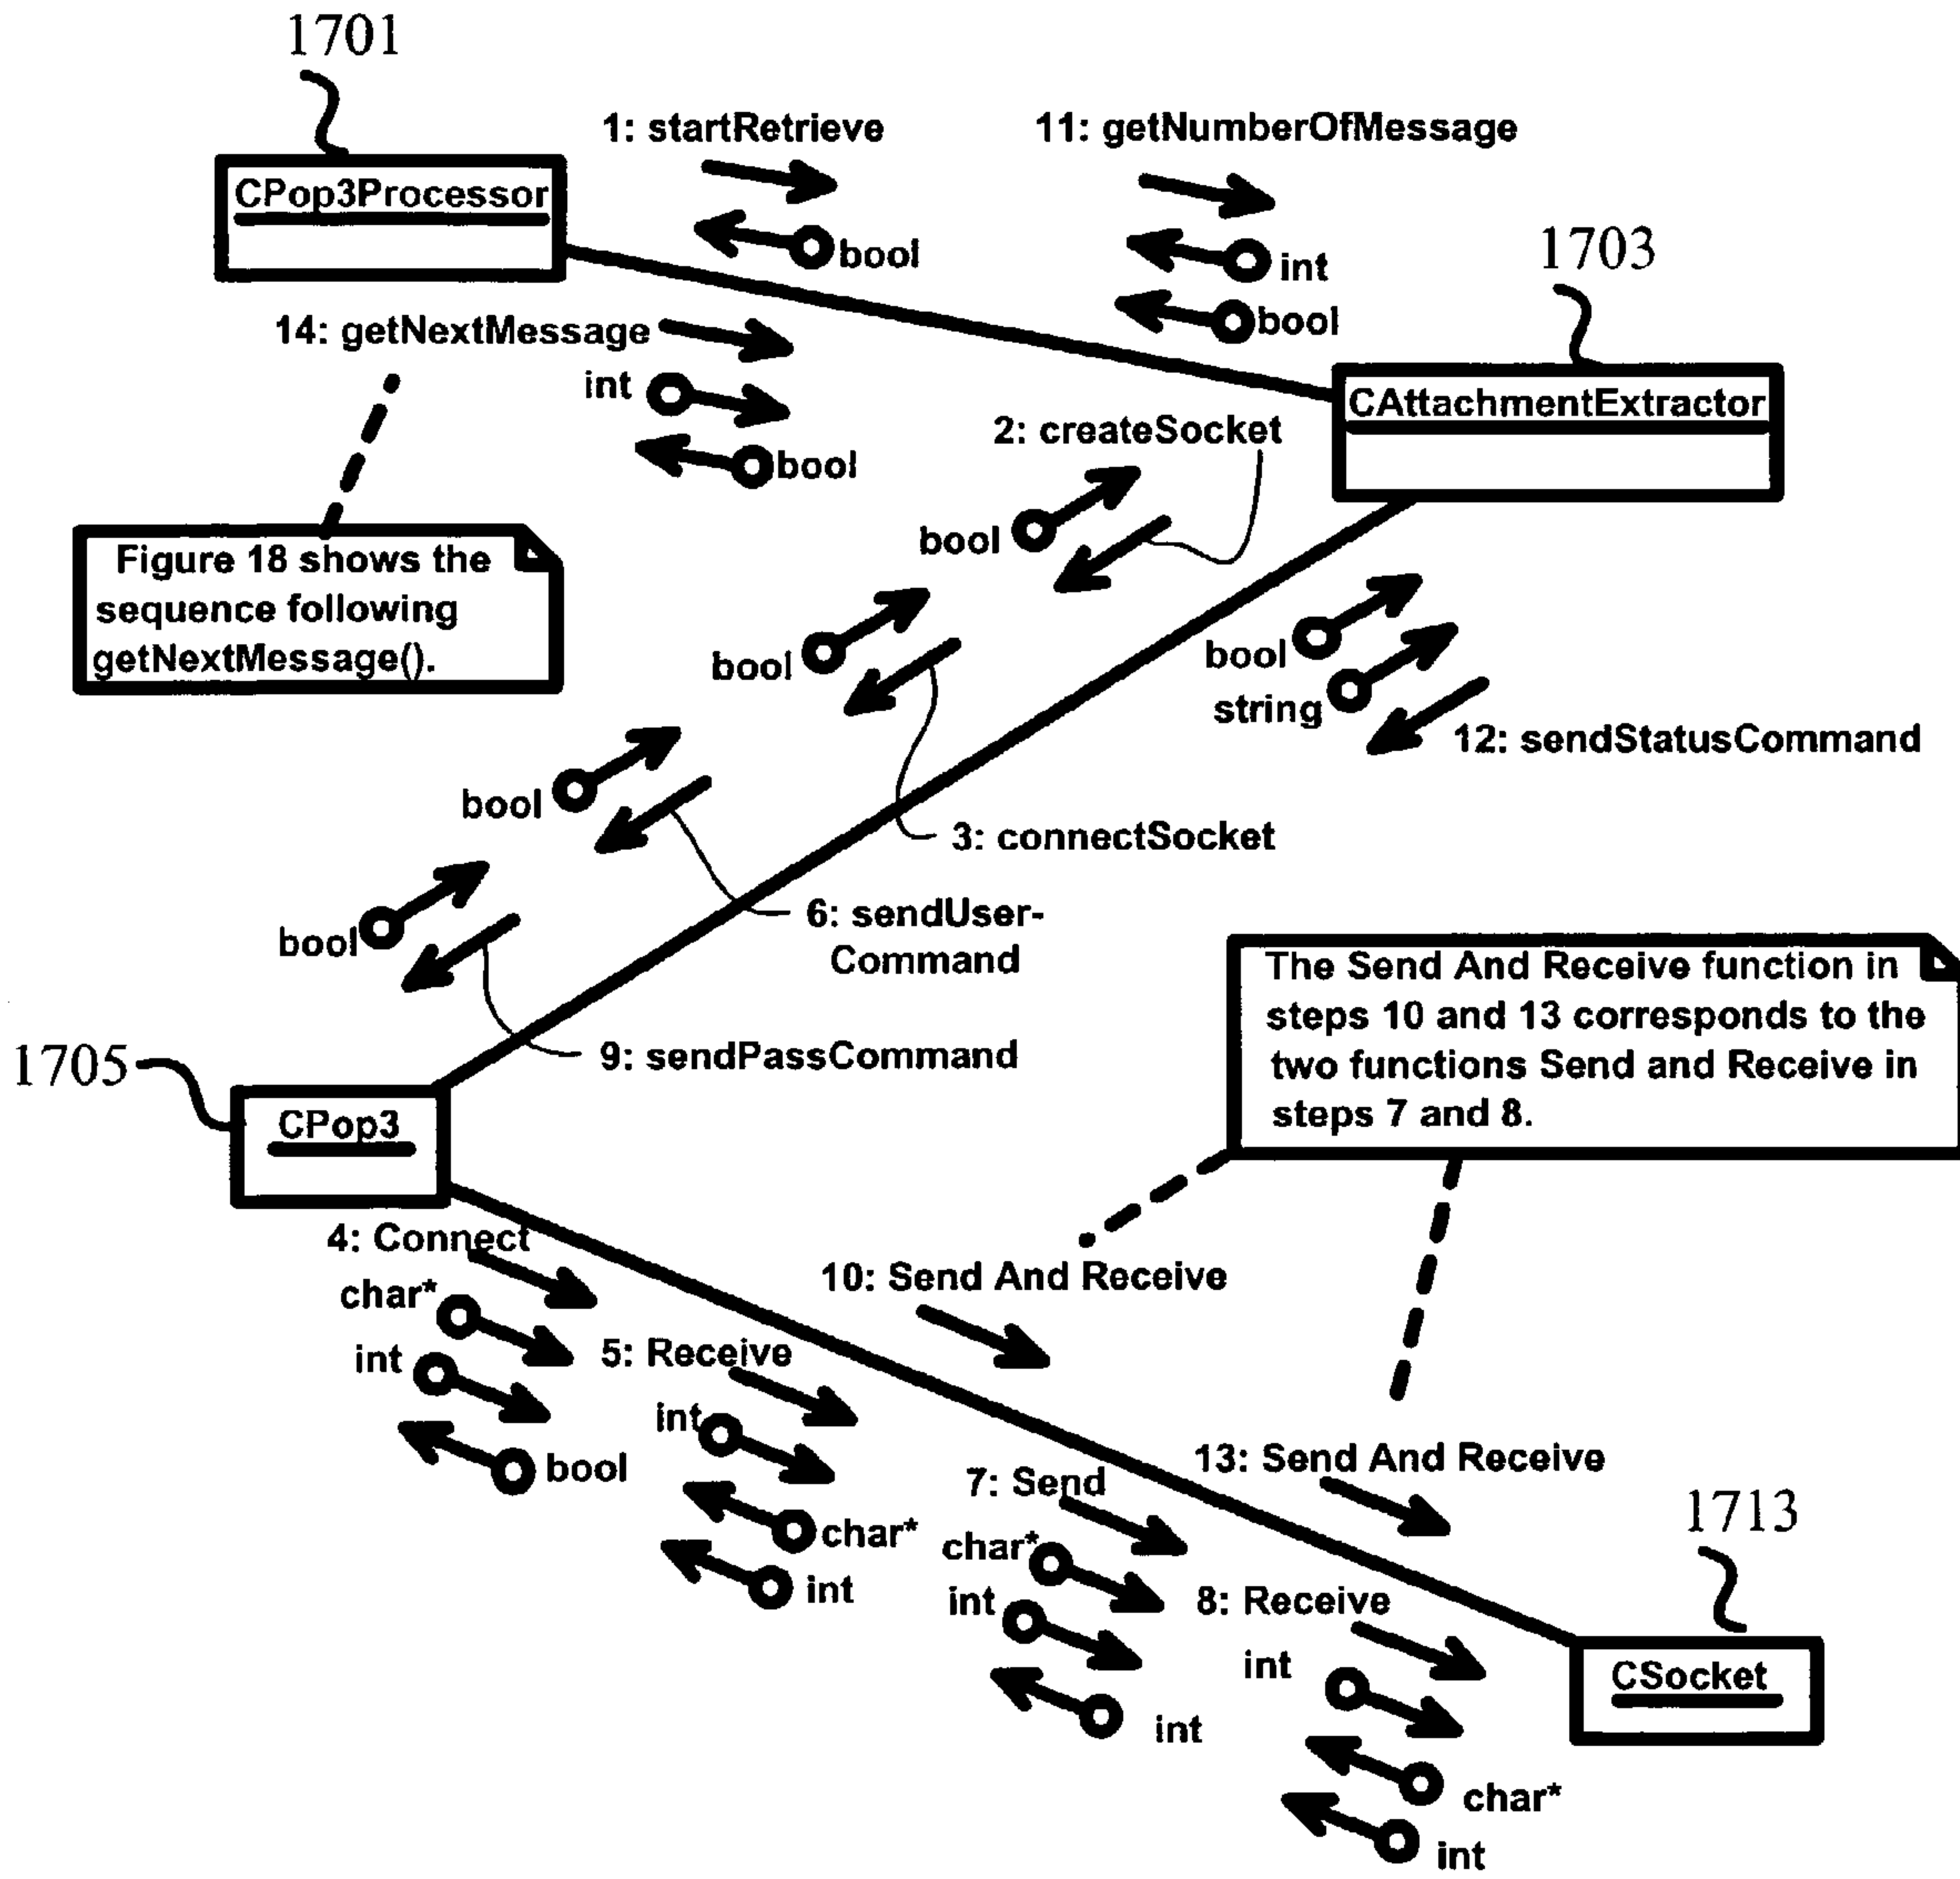 1701
1: startRetrieve
11: getNumberOfMessage
CPop3Processor
bool
int
bool
1703
14: getNextMessage
int
bool
CAttachmentExtractor
2: createSocket
bool
Figure 18 shows the
sequence following
getNextMessage().
bool
bool
string
12: sendStatusCommand
bool
3: connectSocket
6: sendUser-
Command
bool
The Send And Receive function in
steps 10 and 13 corresponds to the
two functions Send and Receive in
steps 7 and 8.
9: sendPassCommand
1705
CPop3
4: Connect
char*
int
bool
10: Send And Receive
5: Receive
int
char*
int
7: Send
char*
int
int
13: Send And Receive
1713
8: Receive
int
char*
int
CSocket